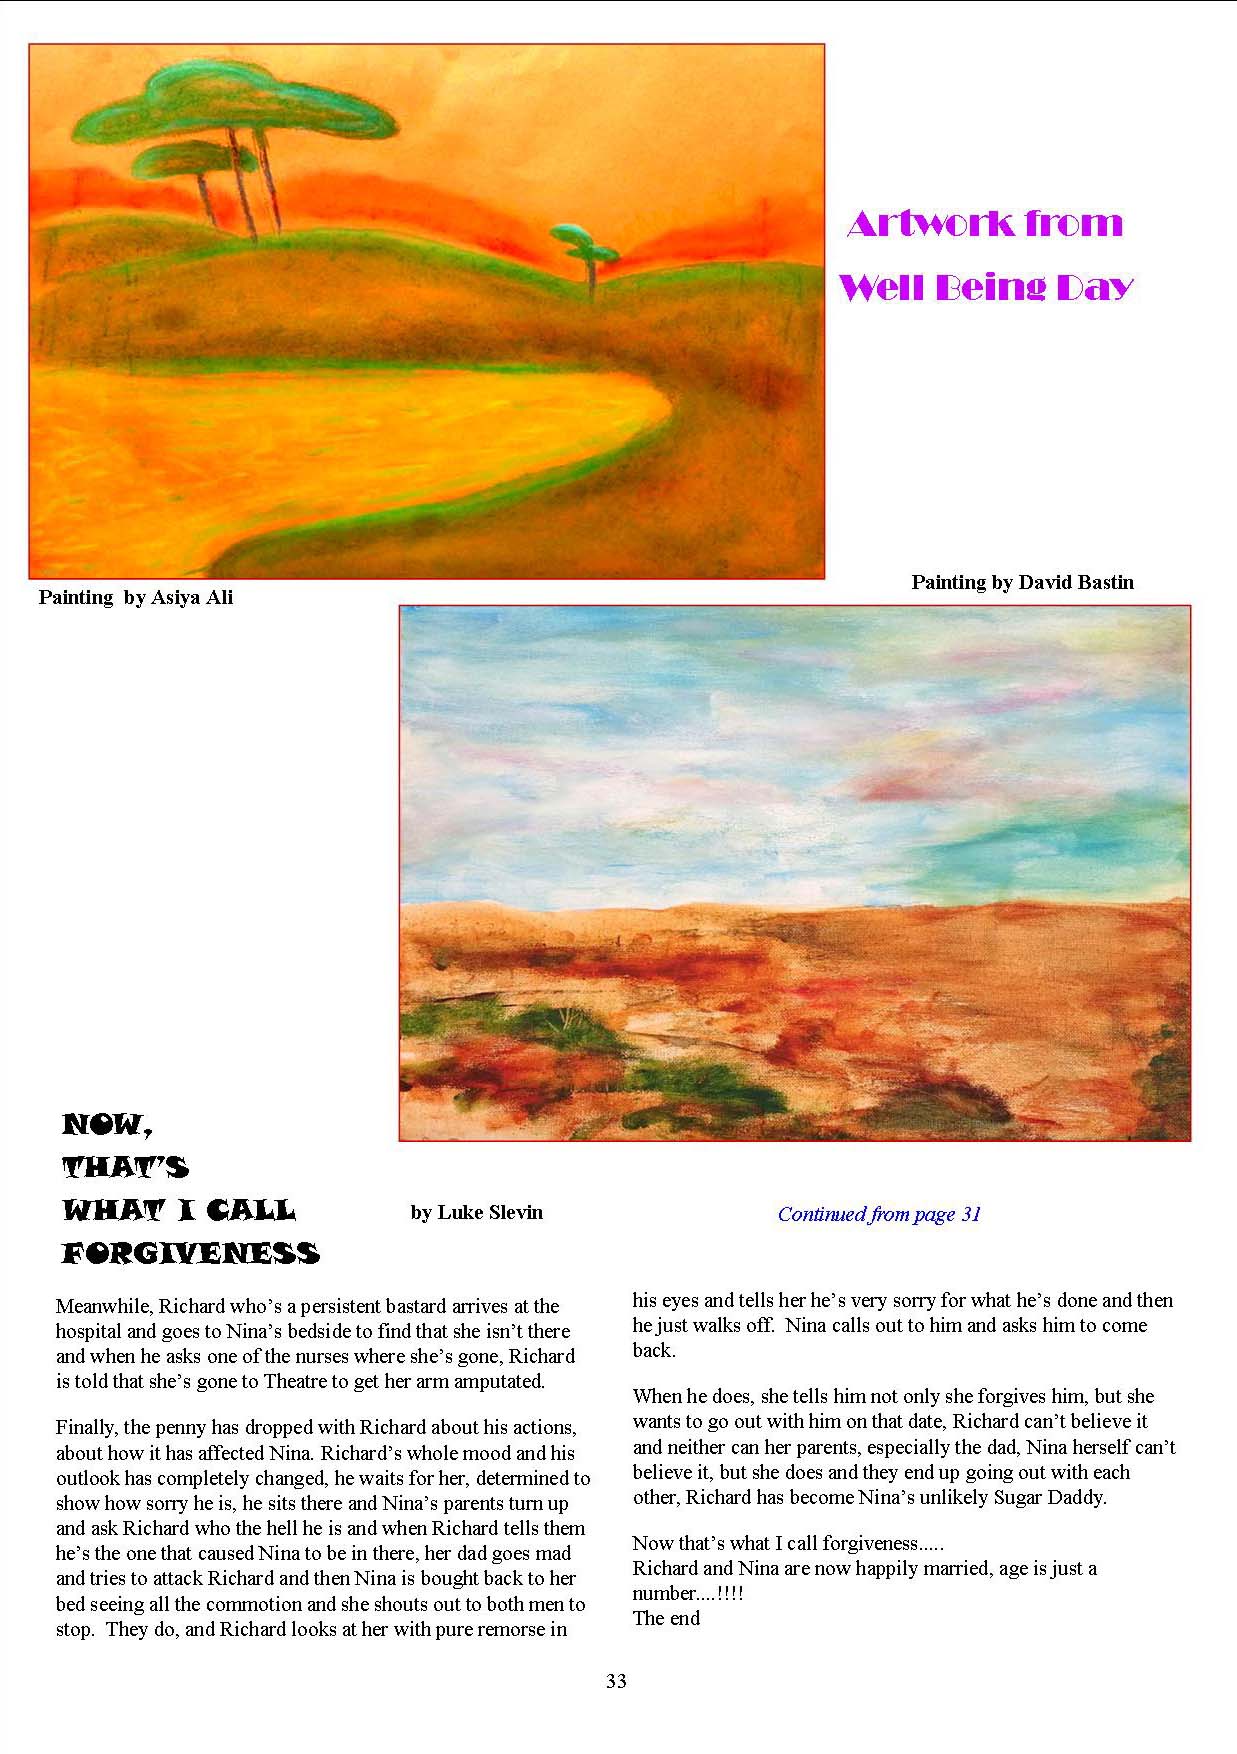 Artwork from
Well Being Day
Painting by Asiya Ali
Painting by David Bastin
NOW,
THAT'S
WHAT I CALL
FORGIVENESS
by Luke Slevin
Continued from page 31
Meanwhile, Richard who's a persistent bastard arrives at the
hospital and goes to Nina's bedside to find that she isn't there
and when he asks one of the nurses where she's gone, Richard
is told that she's gone to Theatre to get her arm amputated.
Finally, the penny has dropped with Richard about his actions,
about how it has affected Nina. Richard's whole mood and his
outlook has completely changed, he waits for her, determined to
show how sorry he is, he sits there and Nina's parents turn up
and ask Richard who the hell he is and when Richard tells them
he's the one that caused Nina to be in there, her dad goes mad
and tries to attack Richard and then Nina is bought back to her
bed seeing all the commotion and she shouts out to both men to
stop.  They do, and Richard looks at her with pure remorse in
his eyes and tells her he's very sorry for what he's done and then
he just walks off.  Nina calls out to him and asks him to come
back.
When he does, she tells him not only she forgives him, but she
wants to go out with him on that date, Richard can't believe it
and neither can her parents, especially the dad, Nina herself can't
believe it, but she does and they end up going out with each
other, Richard has become Nina's unlikely Sugar Daddy.
Now that's what I call forgiveness.....
Richard and Nina are now happily married, age is just a
number....!!!!
The end
33